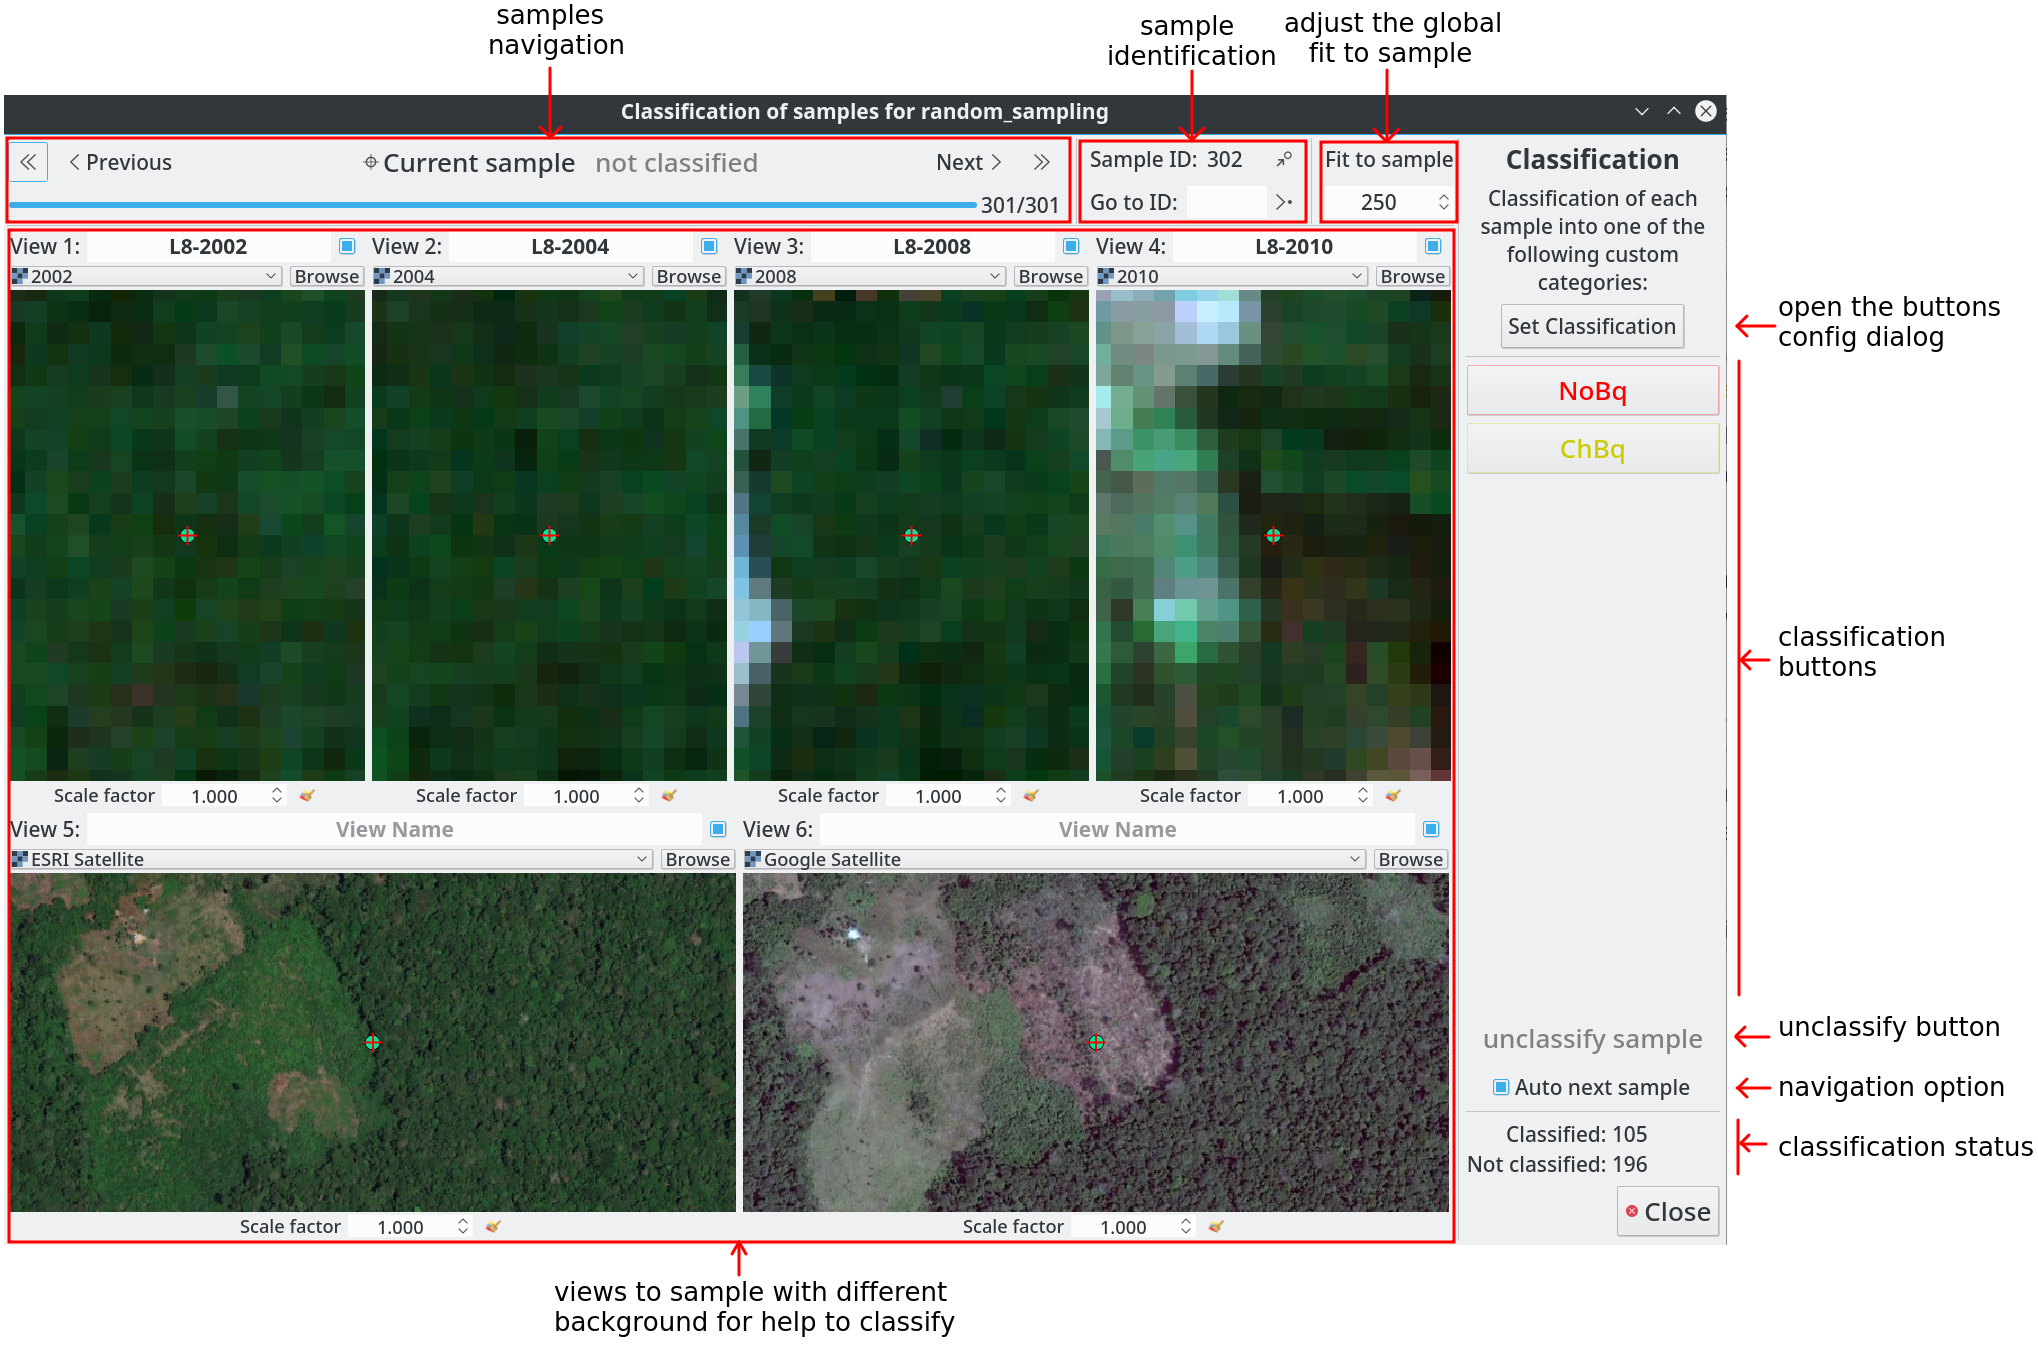 samples
navigation
sample
identification
adjust the global
fit to sample
Classification of samples for random_sampling
Previous
Current sample not classified
Next
301/301
Sample ID: 302
Go to ID:
Fit to sample
250
Classification
Classification of each
sample into one of the
following custom
categories:
Set Classification
open the buttons
config dialog
NoBq
ChBq
classification
buttons
View 1: L8-2002
2002 Browse
View 2: L8-2004
2004 Browse
View 3: L8-2008
2008 Browse
View 4: L8-2010
2010 Browse
Scale factor 1.000
Scale factor 1.000
Scale factor 1.000
Scale factor 1.000
View 5: View Name
ESRI Satellite Browse
View 6: View Name
Google Satellite Browse
Scale factor 1.000
Scale factor 1.000
unclassify sample
unclassify button
Auto next sample
navigation option
Classified: 105
Not classified: 196
classification status
Close
views to sample with different
background for help to classify